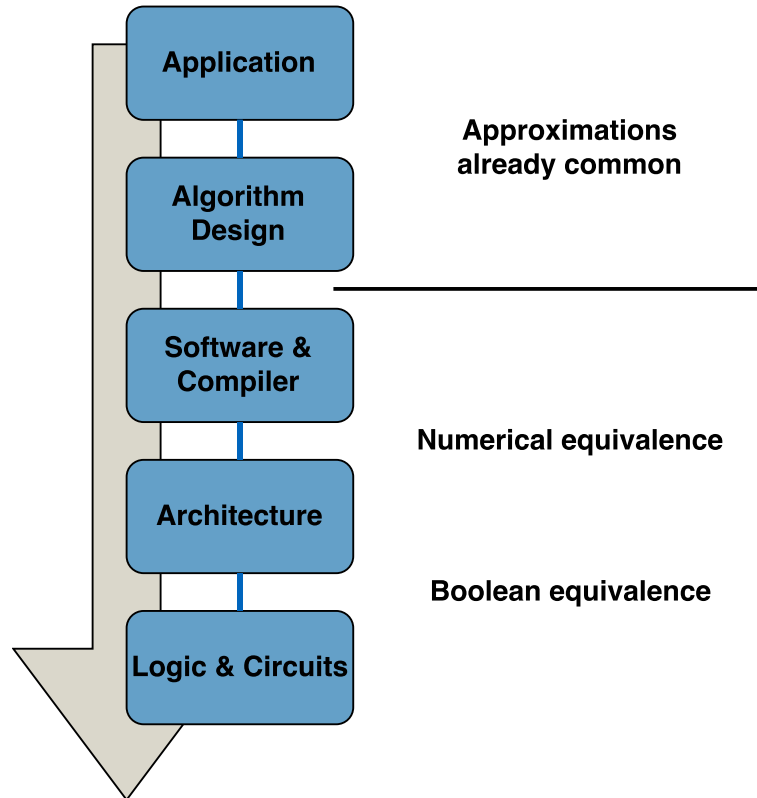 Application
Approximations
already common
Algorithm
Design
Software &
Compiler
Numerical equivalence
Architecture
Boolean equivalence
Logic & Circuits